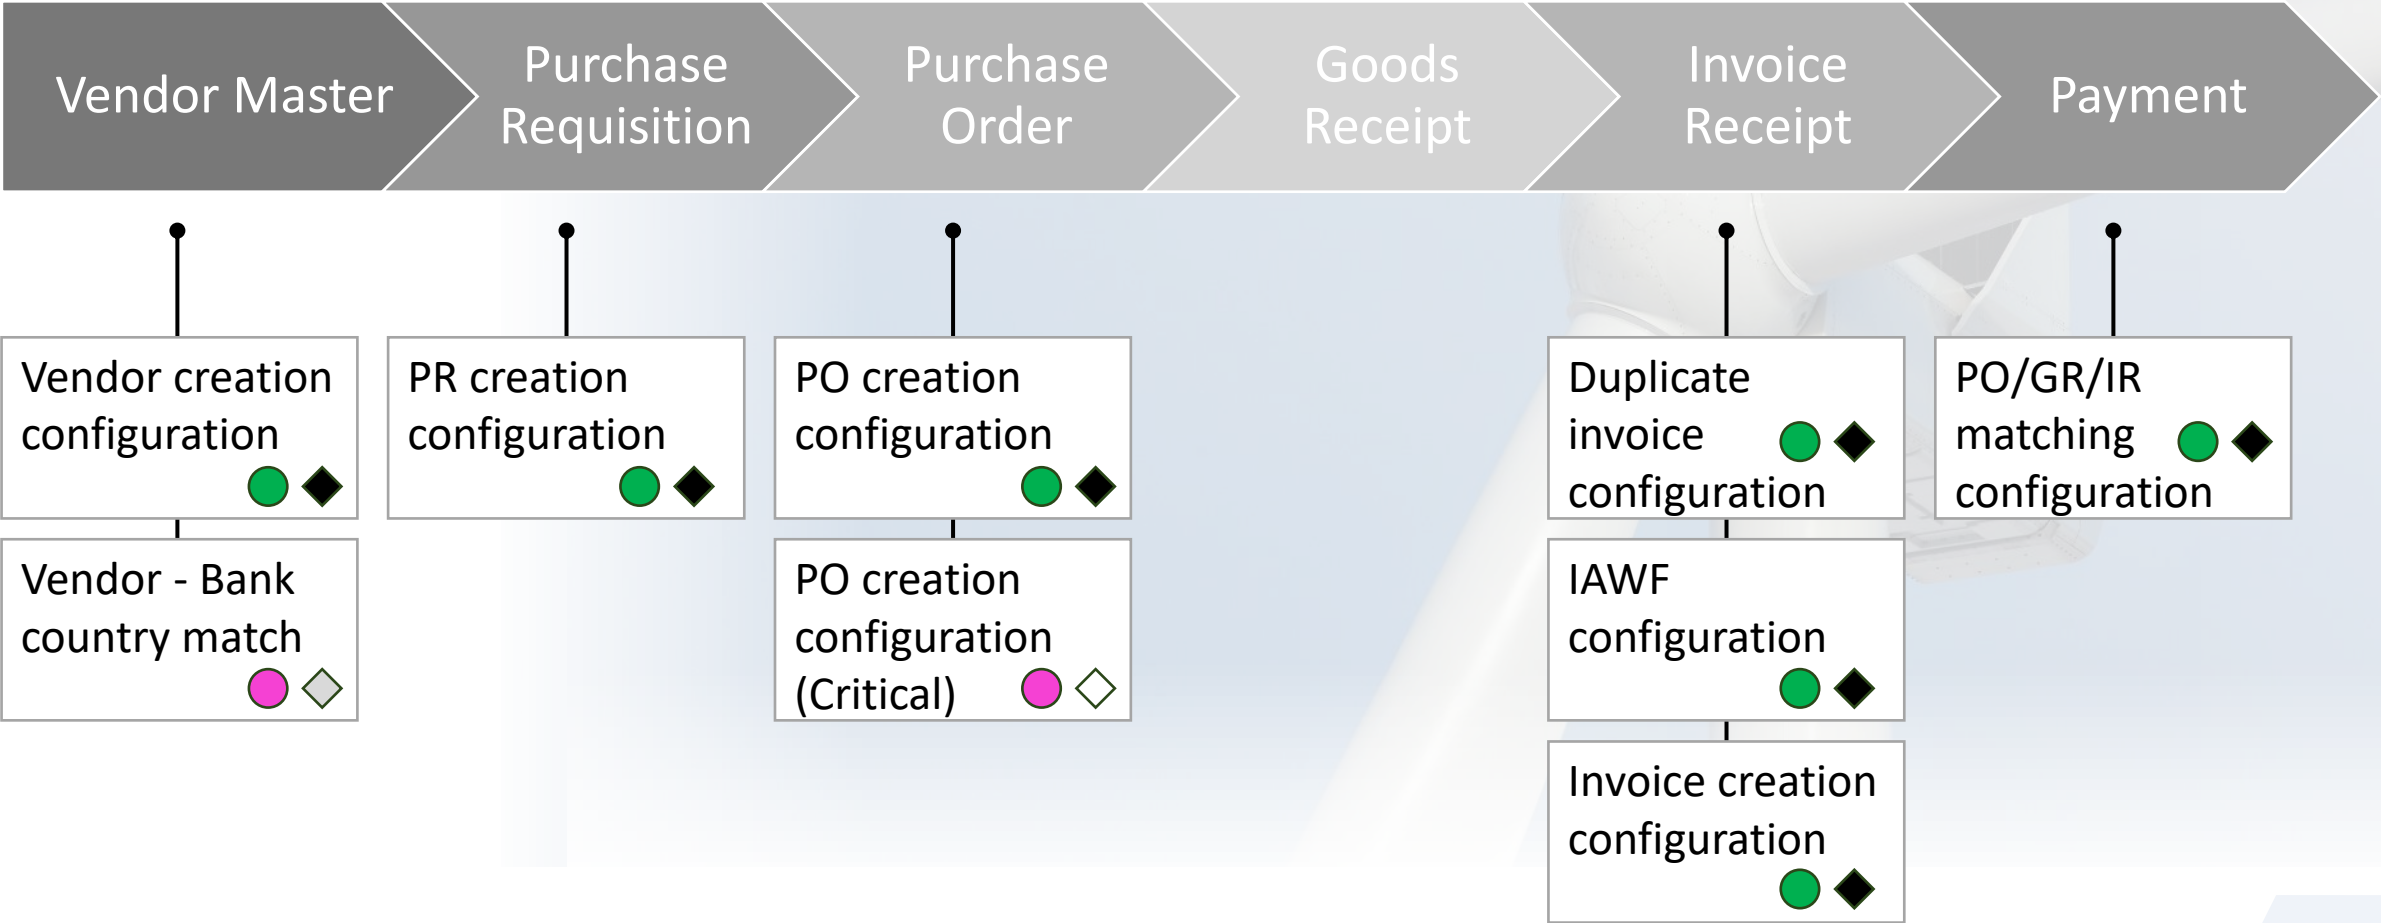 Vendor Master
Purchase
Requisition
Purchase
Order
Goods
Receipt
Invoice
Receipt
Payment
Vendor creation
configuration
Vendor - Bank
country match
PR creation
configuration
PO creation
configuration
PO creation
configuration
(Critical)
Duplicate
invoice
configuration
IAWF
configuration
Invoice creation
configuration
PO/GR/IR
matching
configuration